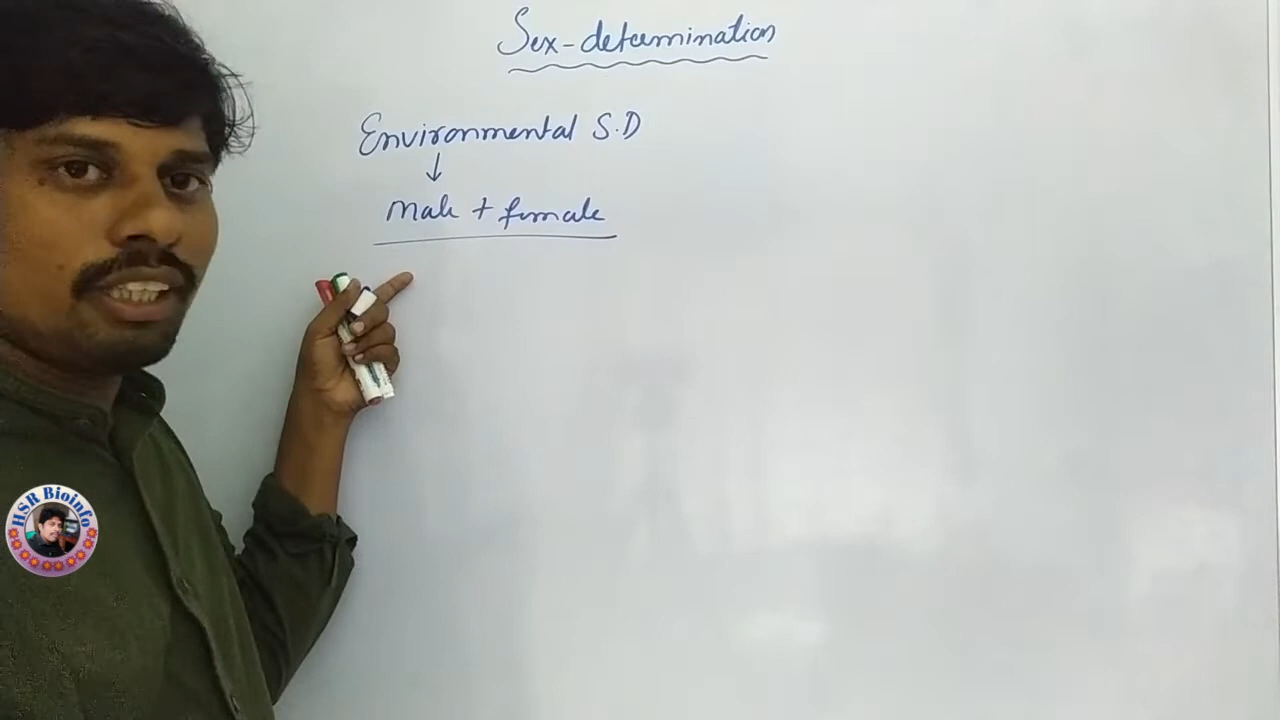 Sex-determination
Environmental S.D
↓
Male + female
HSR Bioinfo